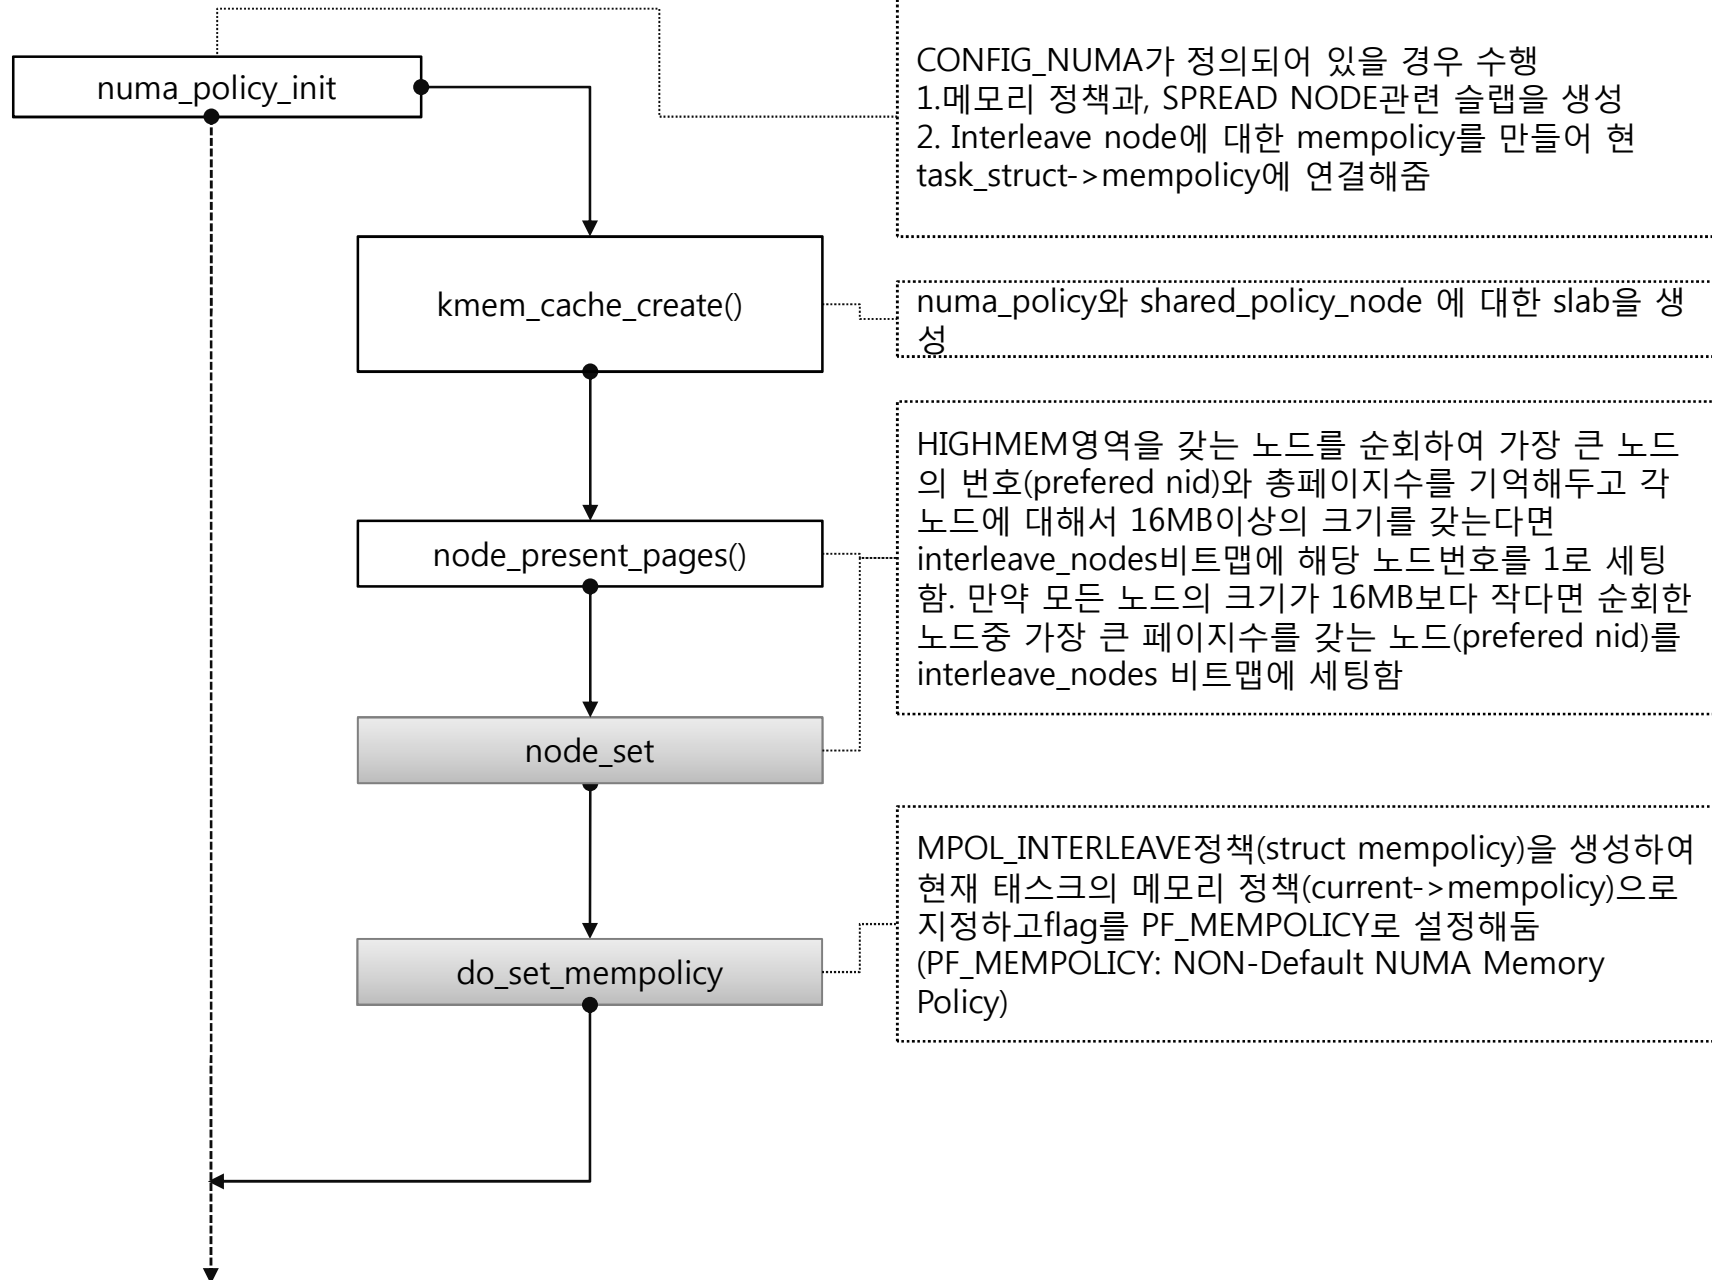 numa_policy_init
CONFIG_NUMA가 정의되어 있을 경우 수행
1.메모리 정책과, SPREAD NODE관련 슬랩을 생성
2. Interleave node에 대한 mempolicy를 만들어 현
task_struct->mempolicy에 연결해줌
kmem_cache_create()
numa_policy와 shared_policy_node 에 대한 slab을 생
성
node_present_pages()
HIGHMEM영역을 갖는 노드를 순회하여 가장 큰 노드
의 번호(prefered nid)와 총페이지수를 기억해두고 각
노드에 대해서 16MB이상의 크기를 갖는다면
interleave_nodes비트맵에 해당 노드번호를 1로 세팅
함. 만약 모든 노드의 크기가 16MB보다 작다면 순회한
노드중 가장 큰 페이지수를 갖는 노드(prefered nid)를
interleave_nodes 비트맵에 세팅함
node_set
MPOL_INTERLEAVE정책(struct mempolicy)을 생성하여
현재 태스크의 메모리 정책(current->mempolicy)으로
지정하고flag를 PF_MEMPOLICY로 설정해둠
(PF_MEMPOLICY: NON-Default NUMA Memory
Policy)
do_set_mempolicy